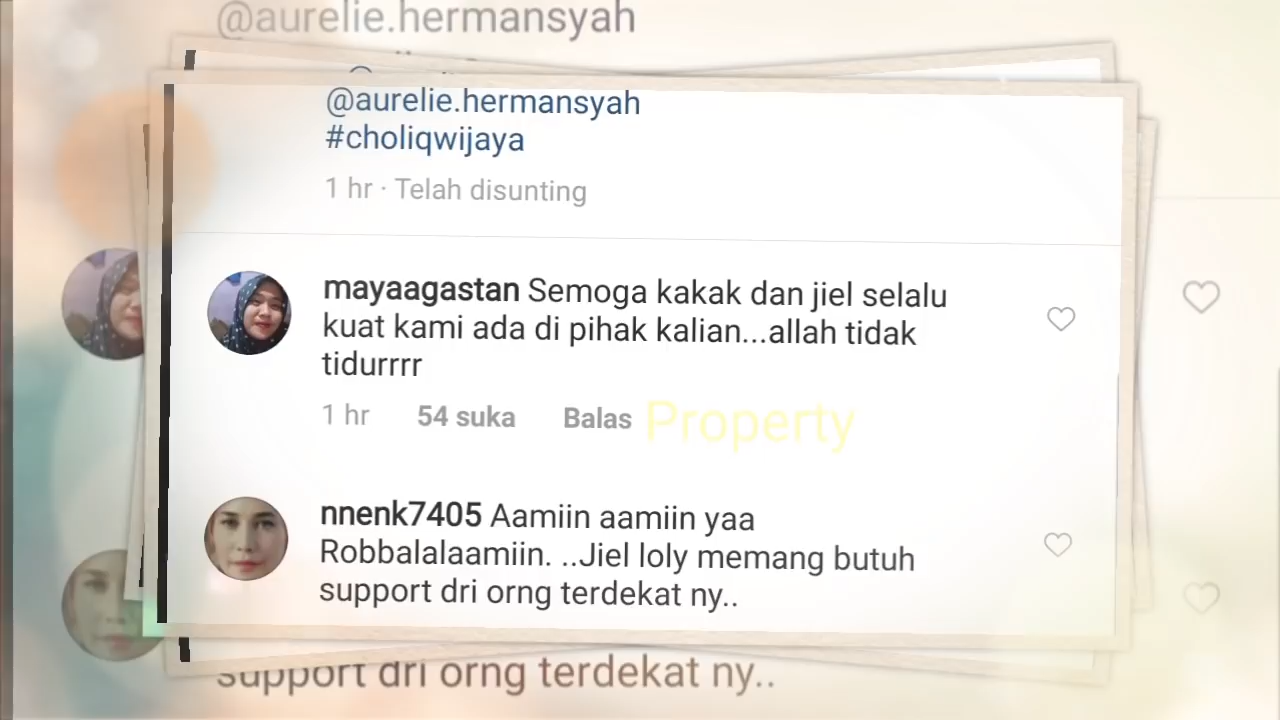 @aurelie.hermansyah
@aurelie.hermansyah
#choliqwijaya
1 hr · Telah disunting
mayaagastan Semoga kakak dan jiel selalu
kuat kami ada di pihak kalian...allah tidak
tidurrrr
1 hr 54 suka Balas
Property
nnenk7405 Aamiin aamiin yaa
Robbalalaamiin. ..Jiel loly memang butuh
support dri orng terdekat ny..
support dri orng terdekat ny..